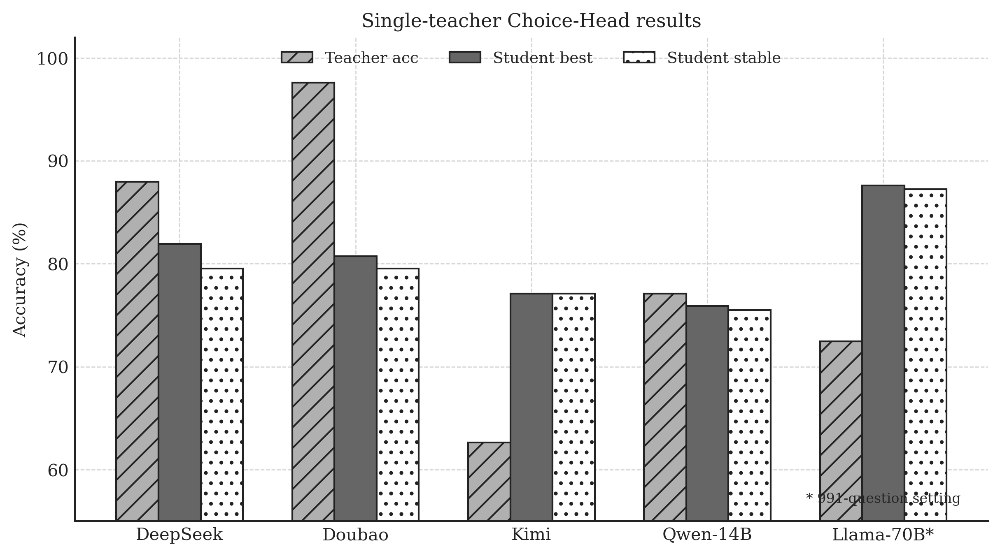 Single-teacher Choice-Head results
Teacher acc Student best Student stable
Accuracy (%)
100
90
80
70
60
* 991-question setting
DeepSeek Doubao Kimi Qwen-14B Llama-70B*